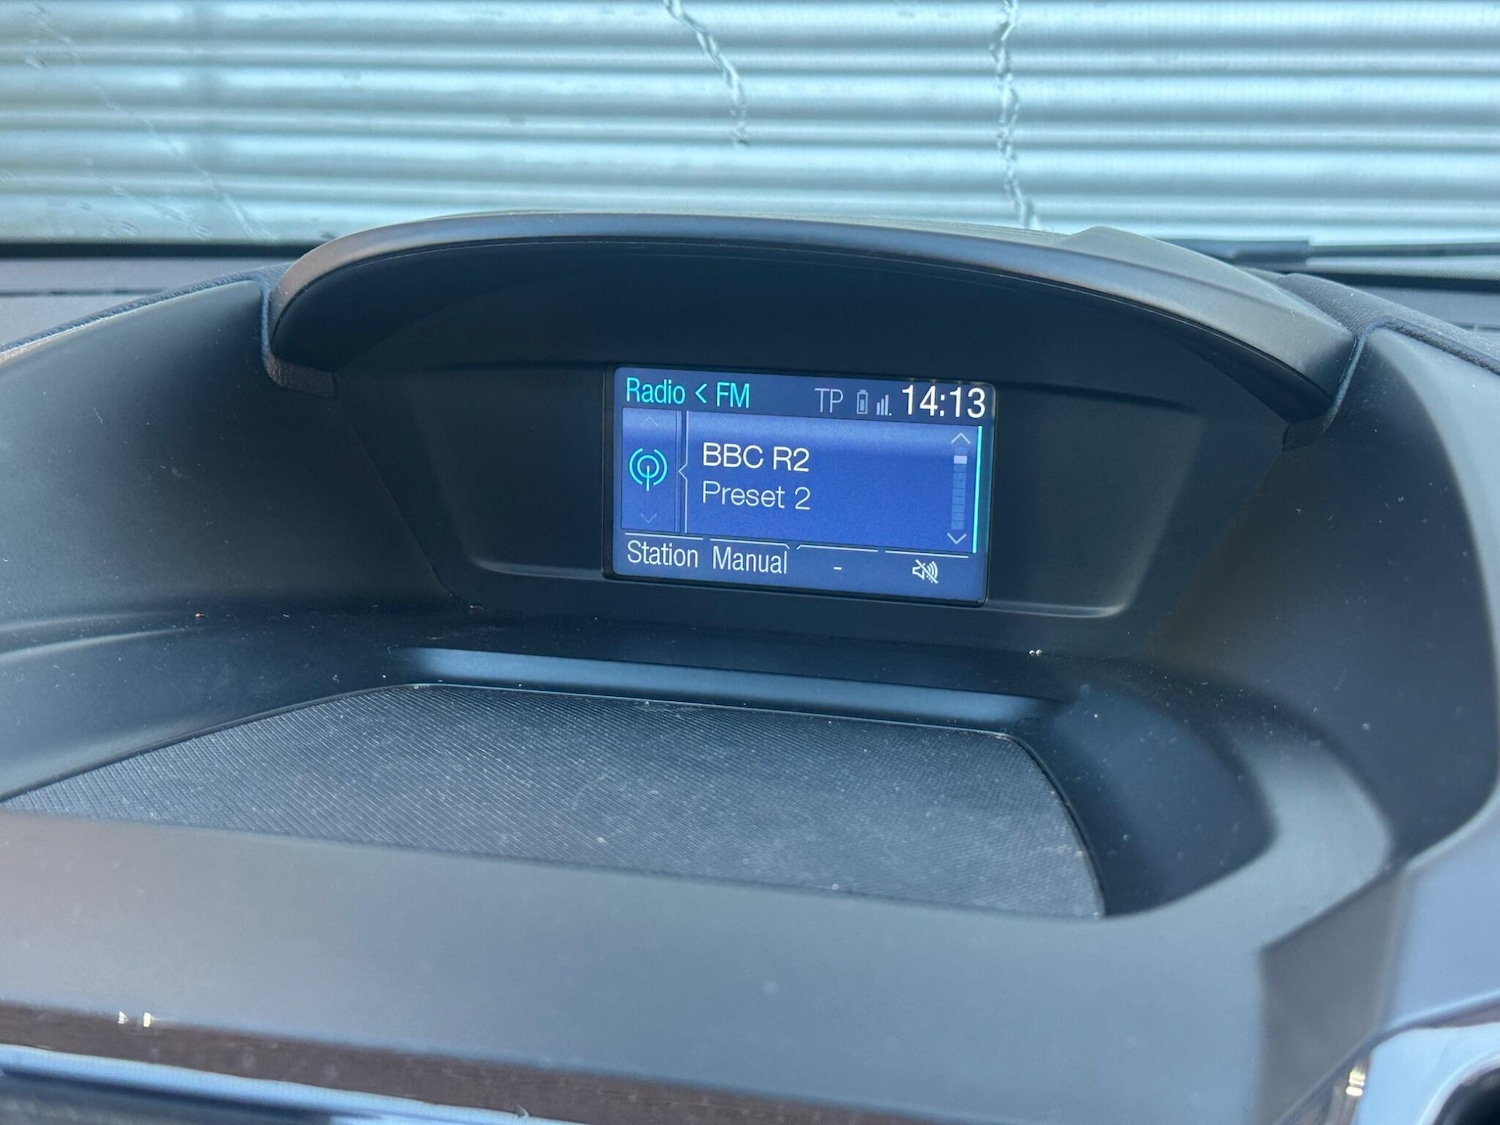 Radio < FM TP 14:13
BBC R2
Preset 2
Station Manual -